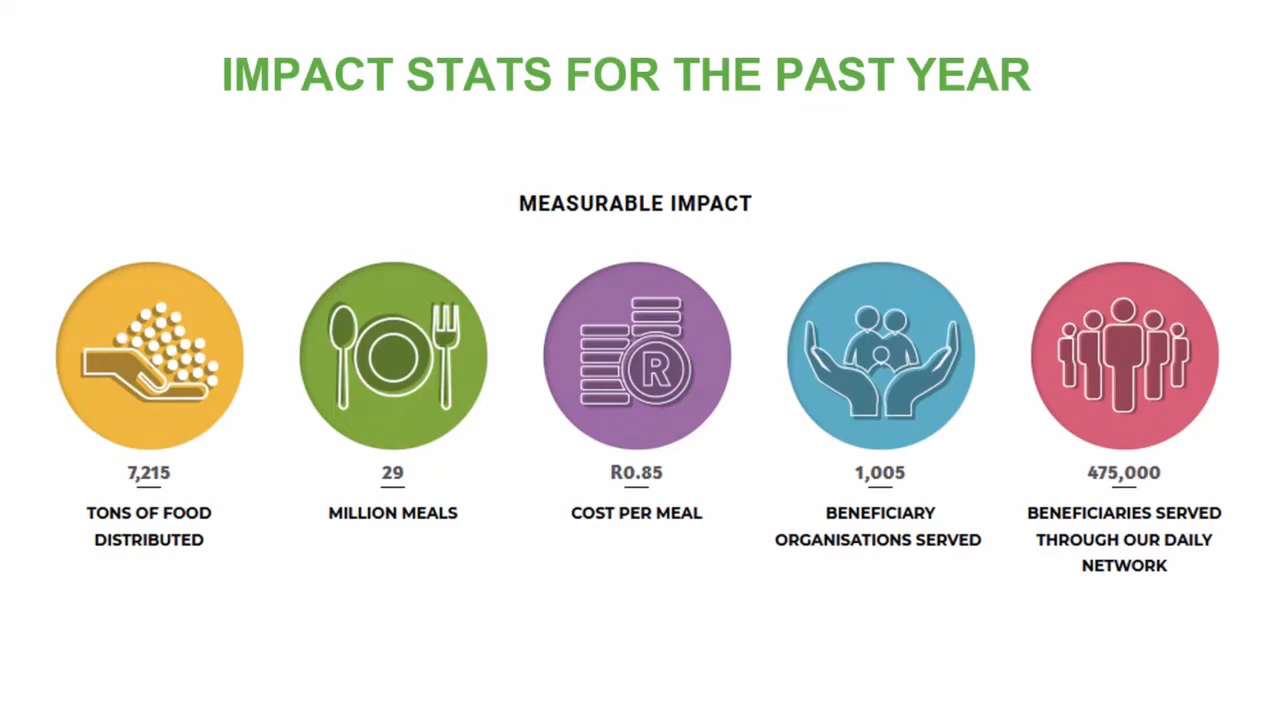 IMPACT STATS FOR THE PAST YEAR
MEASURABLE IMPACT
R
7,215
TONS OF FOOD
DISTRIBUTED
29
MILLION MEALS
R0.85
COST PER MEAL
1,005
BENEFICIARY
ORGANISATIONS SERVED
475,000
BENEFICIARIES SERVED
THROUGH OUR DAILY
NETWORK